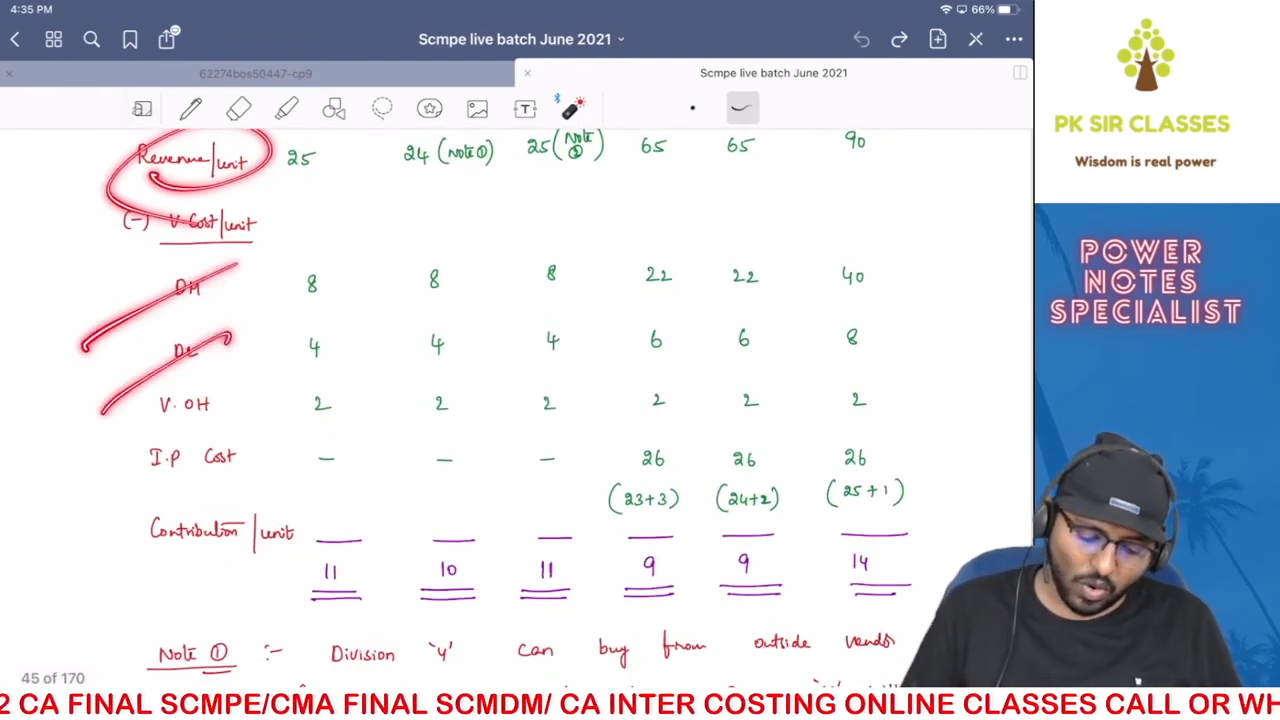 4:35 PM
66%
Scmpe live batch June 2021
62274bos50447-cp9
Scmpe live batch June 2021
T
PK SIR CLASSES
Wisdom is real power
POWER
NOTES
SPECIALIST
Revenue/unit 25 24 (Note ①) 25 (Note ②) 65 65 90
(-) V Cost/unit
DM 8 8 8 22 22 40
DL 4 4 4 6 6 8
V. OH 2 2 2 2 2 2
I.P Cost — — — 26 26 26
(23+3) (24+2) (25+1)
Contribution/unit
11 10 11 9 9 14
Note ① :- Division 'Y' can buy from outside vendor
45 of 170
2 CA FINAL SCMPE/CMA FINAL SCMDM/ CA INTER COSTING ONLINE CLASSES CALL OR WH